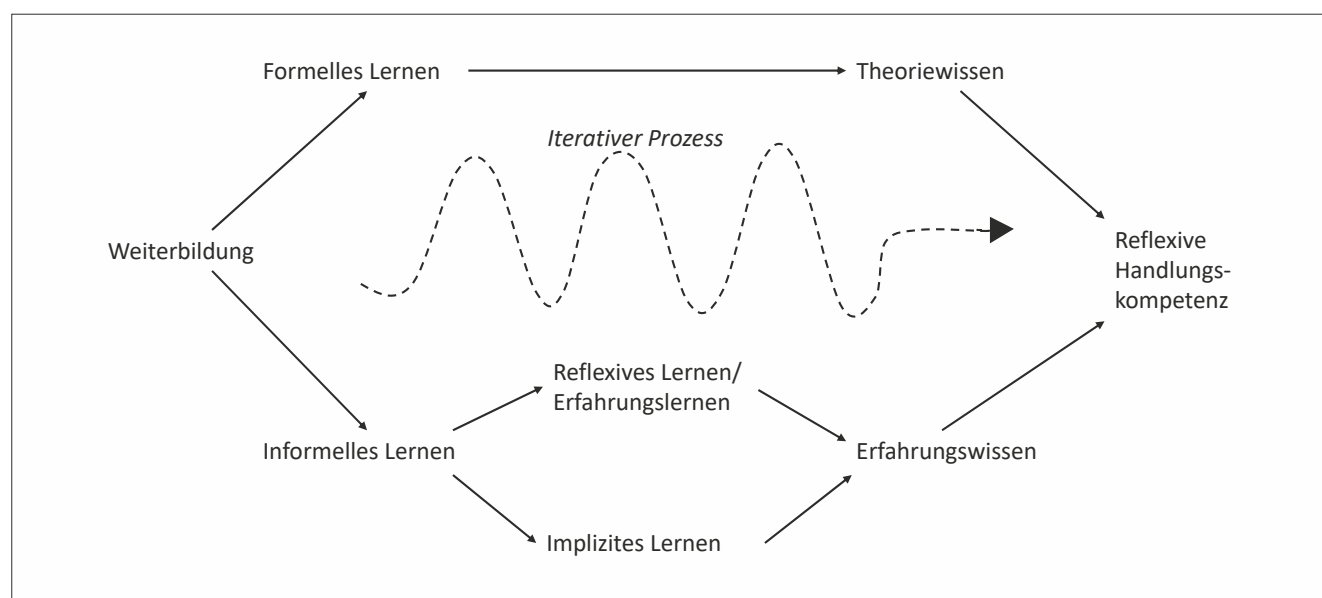 Formelles Lernen
Theoriewissen
Iterativer Prozess
Weiterbildung
Reflexive
Handlungs-
kompetenz
Reflexives Lernen/
Erfahrungslernen
Informelles Lernen
Erfahrungswissen
Implizites Lernen